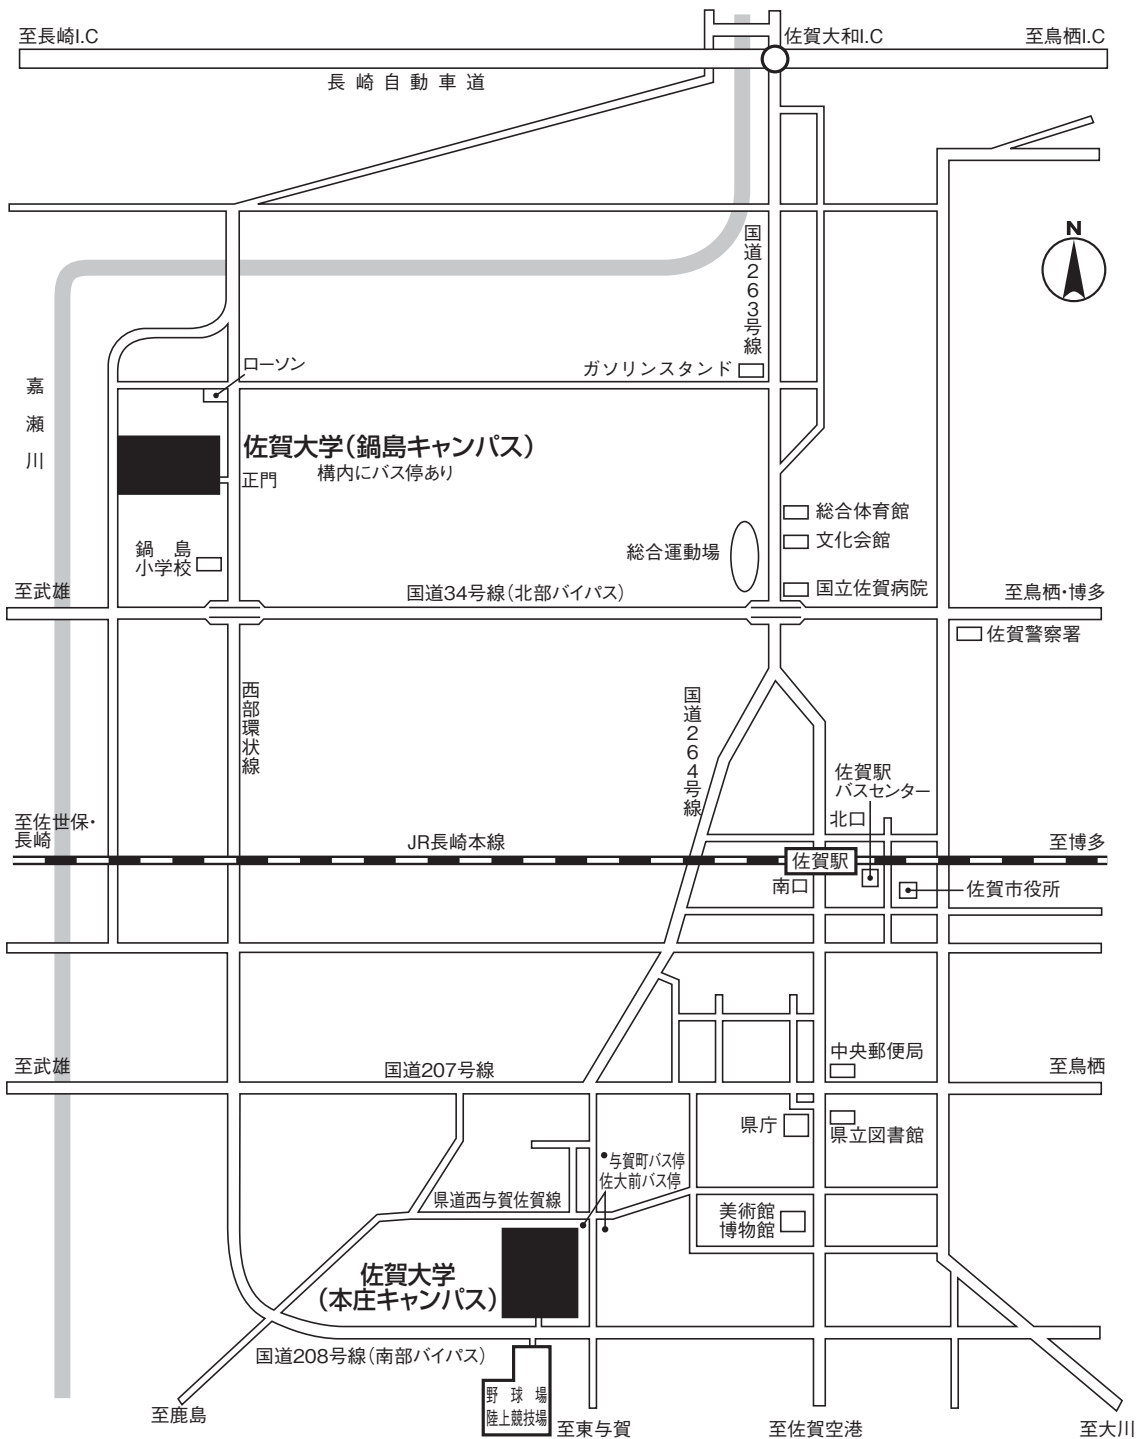 至長崎I.C
佐賀大和I.C
至鳥栖I.C
長崎自動車道
N
国道263号線
ローソン
ガソリンスタンド
嘉瀬川
佐賀大学(鍋島キャンパス)
構内にバス停あり
正門
総合体育館
文化会館
総合運動場
鍋島
小学校
国立佐賀病院
至武雄
国道34号線(北部バイパス)
至鳥栖・博多
佐賀警察署
西部環状線
国道264号線
佐賀駅
バスセンター
北口
至佐世保・
長崎
JR長崎本線
至博多
佐賀駅
南口
佐賀市役所
中央郵便局
至武雄
国道207号線
至鳥栖
県庁
県立図書館
与賀町バス停
佐大前バス停
県道西与賀佐賀線
美術館
博物館
佐賀大学
(本庄キャンパス)
国道208号線(南部バイパス)
野球場
陸上競技場
至鹿島
至東与賀
至佐賀空港
至大川